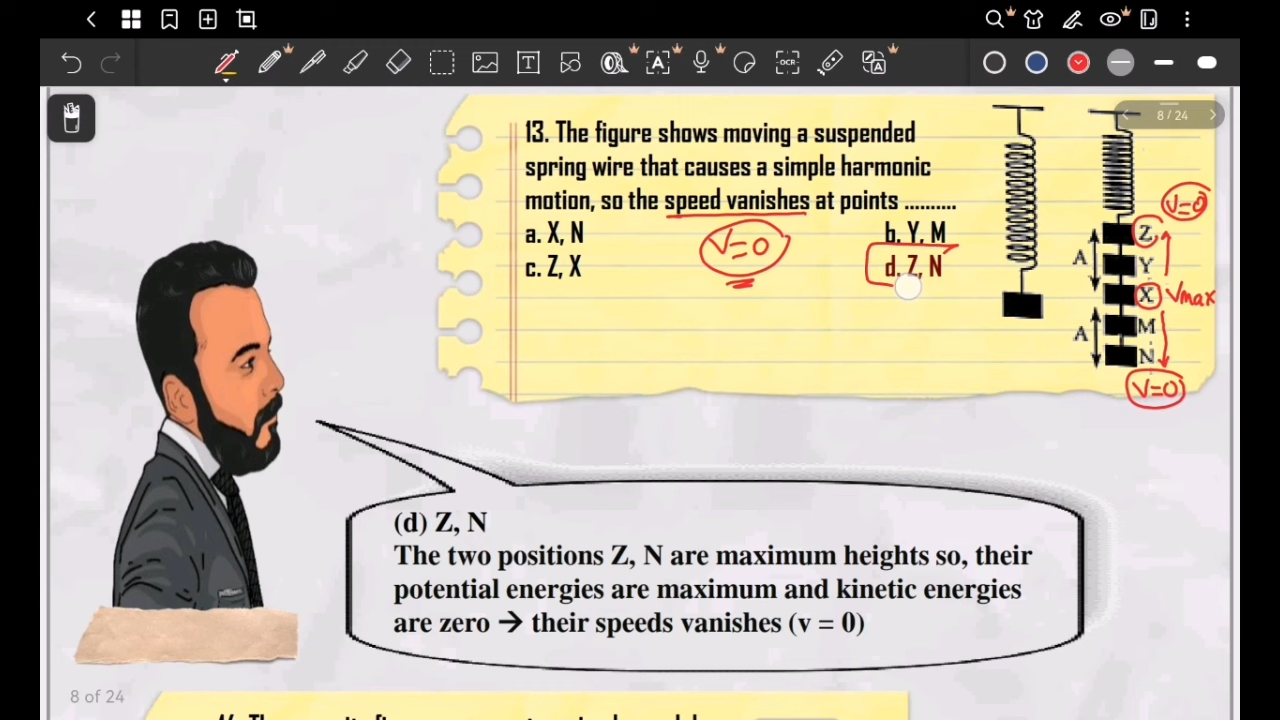 OCR
A
A
T
8 / 24
13. The figure shows moving a suspended
spring wire that causes a simple harmonic
motion, so the speed vanishes at points ..........
a. X, N
b. Y, M
c. Z, X
d. Z, N
V=0
V=0
Z
A
Y
X
Vmax
A
M
N
V=0
(d) Z, N
The two positions Z, N are maximum heights so, their
potential energies are maximum and kinetic energies
are zero → their speeds vanishes (v = 0)
8 of 24